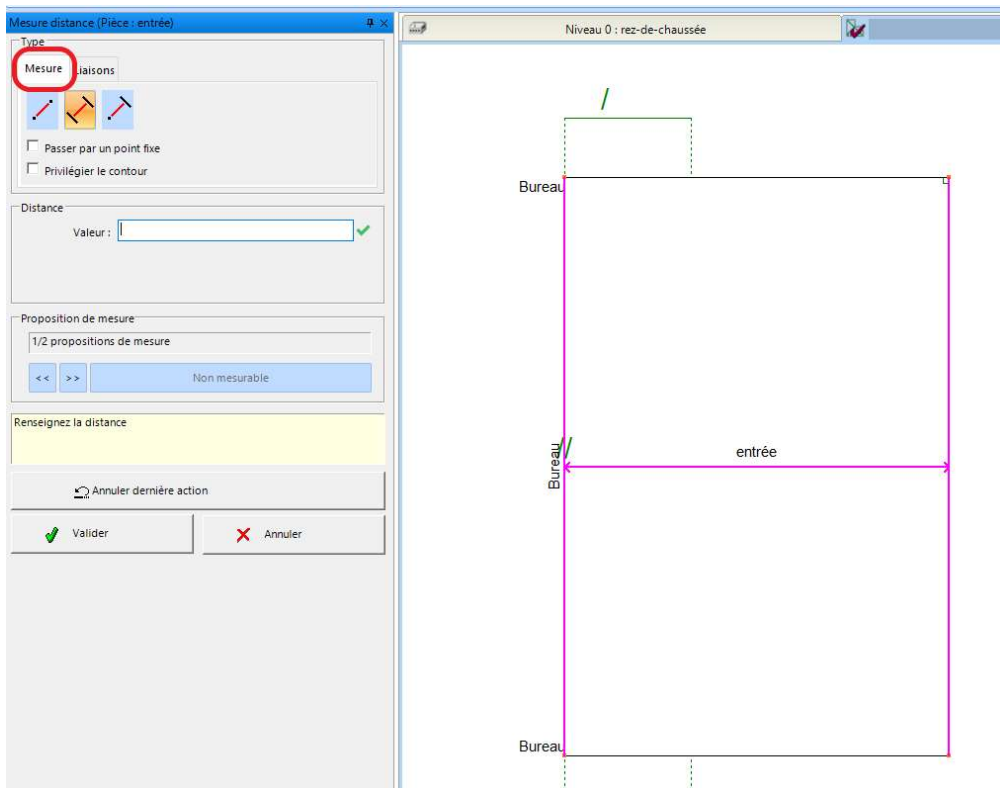 Mesure distance (Pièce : entrée)
Type
Mesure
Liaisons
Passer par un point fixe
Privilégier le contour
Distance
Valeur :
Proposition de mesure
1/2 propositions de mesure
<< >> Non mesurable
Renseignez la distance
Annuler dernière action
Valider
Annuler
Niveau 0 : rez-de-chaussée
/
Bureau
Bureau
//
entrée
Bureau